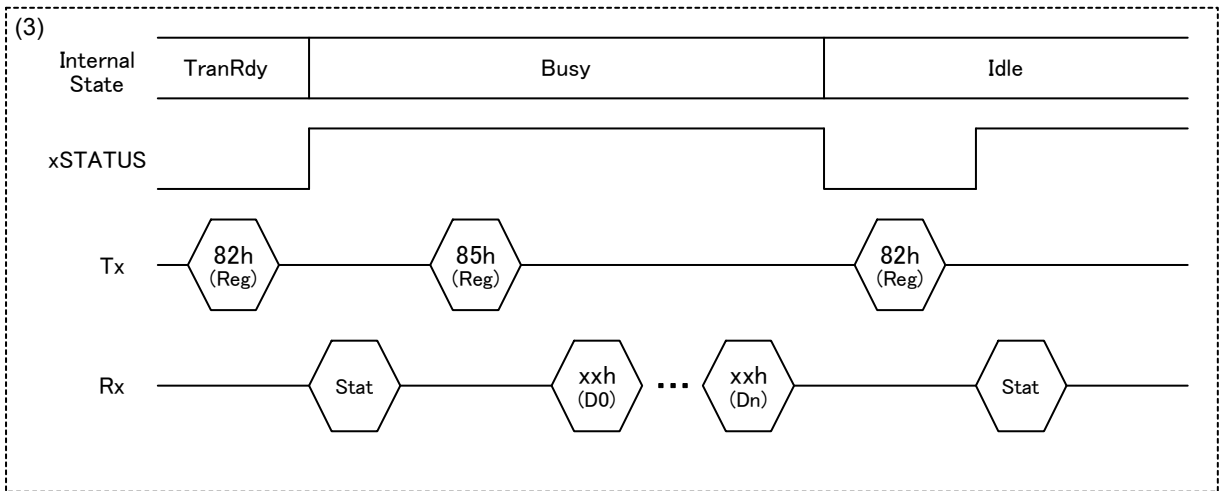 (3)
Internal
State
TranRdy
Busy
Idle
xSTATUS
Tx
82h
(Reg)
85h
(Reg)
82h
(Reg)
Rx
Stat
xxh
(D0)
...
xxh
(Dn)
Stat